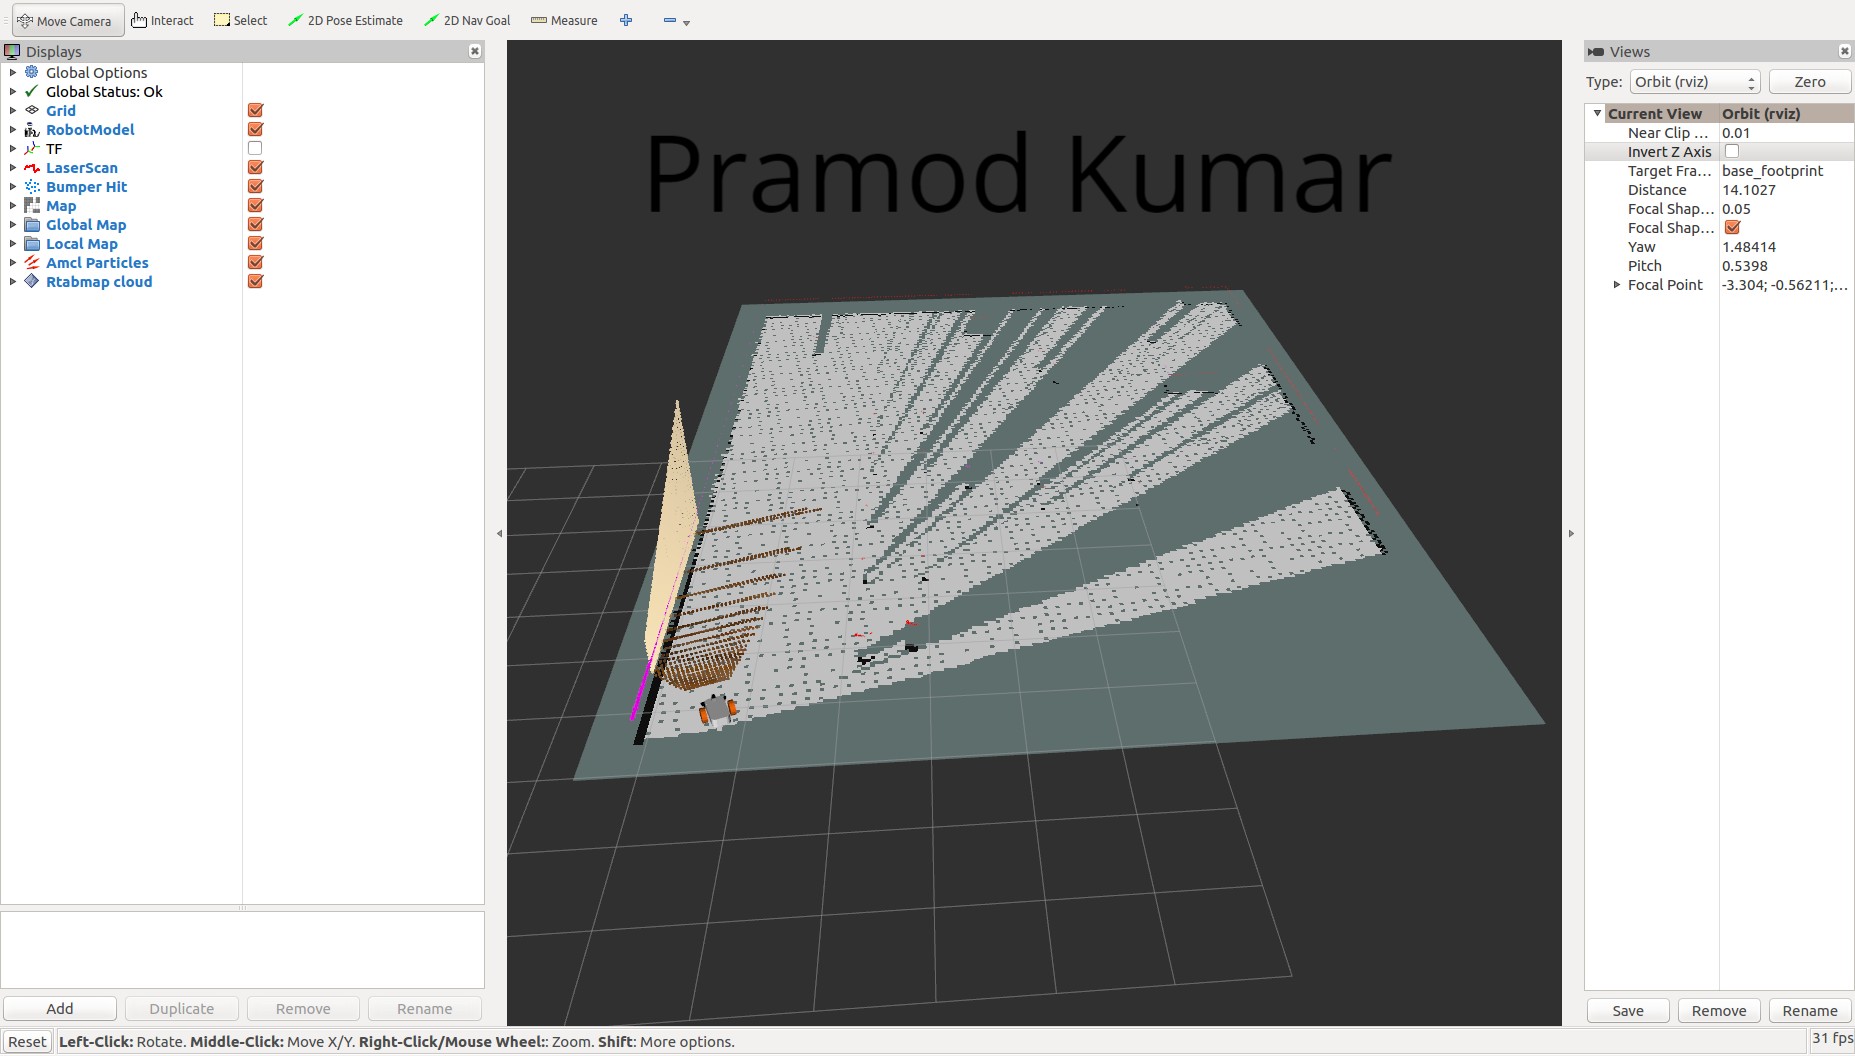 Move Camera Interact Select 2D Pose Estimate 2D Nav Goal Measure
Displays
Global Options
Global Status: Ok
Grid
RobotModel
TF
LaserScan
Bumper Hit
Map
Global Map
Local Map
Amcl Particles
Rtabmap cloud
Add Duplicate Remove Rename
Pramod Kumar
Views
Type: Orbit (rviz) Zero
Current View Orbit (rviz)
Near Clip ... 0.01
Invert Z Axis
Target Fra... base_footprint
Distance 14.1027
Focal Shap... 0.05
Focal Shap...
Yaw 1.48414
Pitch 0.5398
Focal Point -3.304; -0.56211;...
Save Remove Rename
Reset Left-Click: Rotate. Middle-Click: Move X/Y. Right-Click/Mouse Wheel:: Zoom. Shift: More options. 31 fps